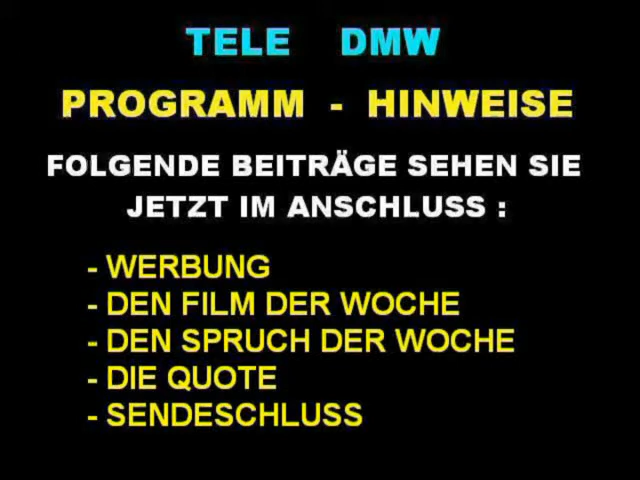 TELE DMW
PROGRAMM - HINWEISE
FOLGENDE BEITRÄGE SEHEN SIE
JETZT IM ANSCHLUSS :
- WERBUNG
- DEN FILM DER WOCHE
- DEN SPRUCH DER WOCHE
- DIE QUOTE
- SENDESCHLUSS